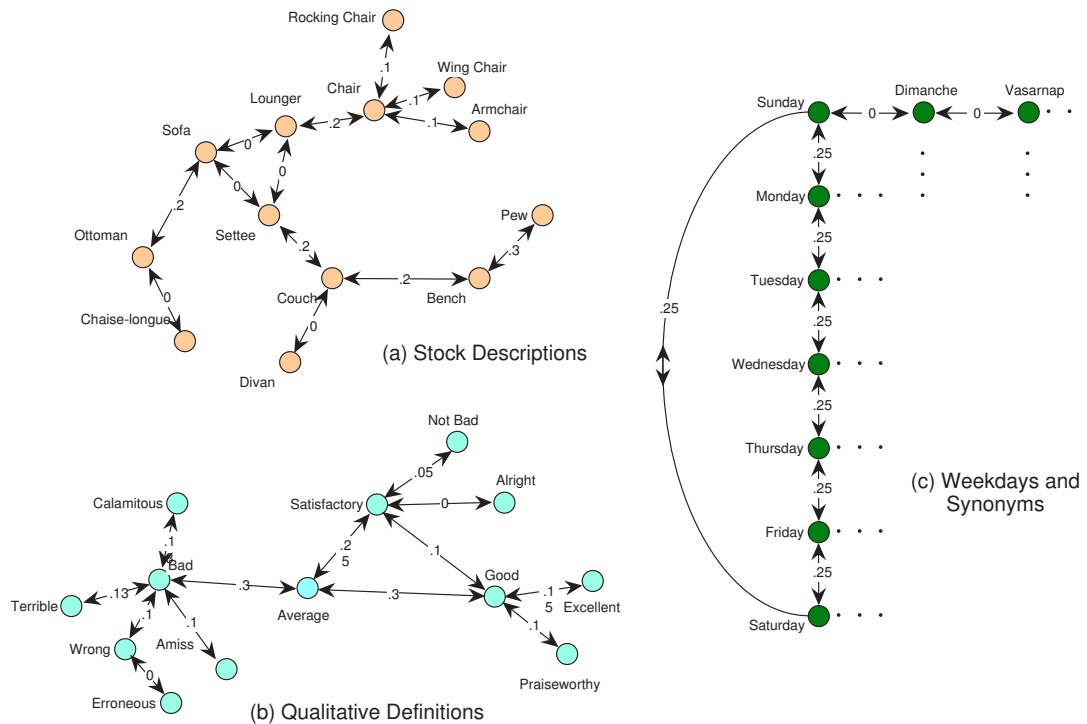 Rocking Chair
.1
Wing Chair
Chair
.1
Lounger
Armchair
.2
.1
Sofa
0
0
0
.2
Settee
Pew
Ottoman
.2
.3
Couch
.2
Bench
0
Chaise-longue
0
Divan
(a) Stock Descriptions
Not Bad
.05
Calamitous
Satisfactory
Alright
0
.1
.2
5
.1
Bad
Good
.3
.3
.1
5
Terrible
.13
Average
Excellent
.1
.1
.1
Wrong
Amiss
0
Praiseworthy
Erroneous
(b) Qualitative Definitions
Dimanche
Vasarnap
Sunday
0
0
.25
Monday
.25
Tuesday
.25
.25
Wednesday
.25
Thursday
.25
(c) Weekdays and
Synonyms
Friday
.25
Saturday